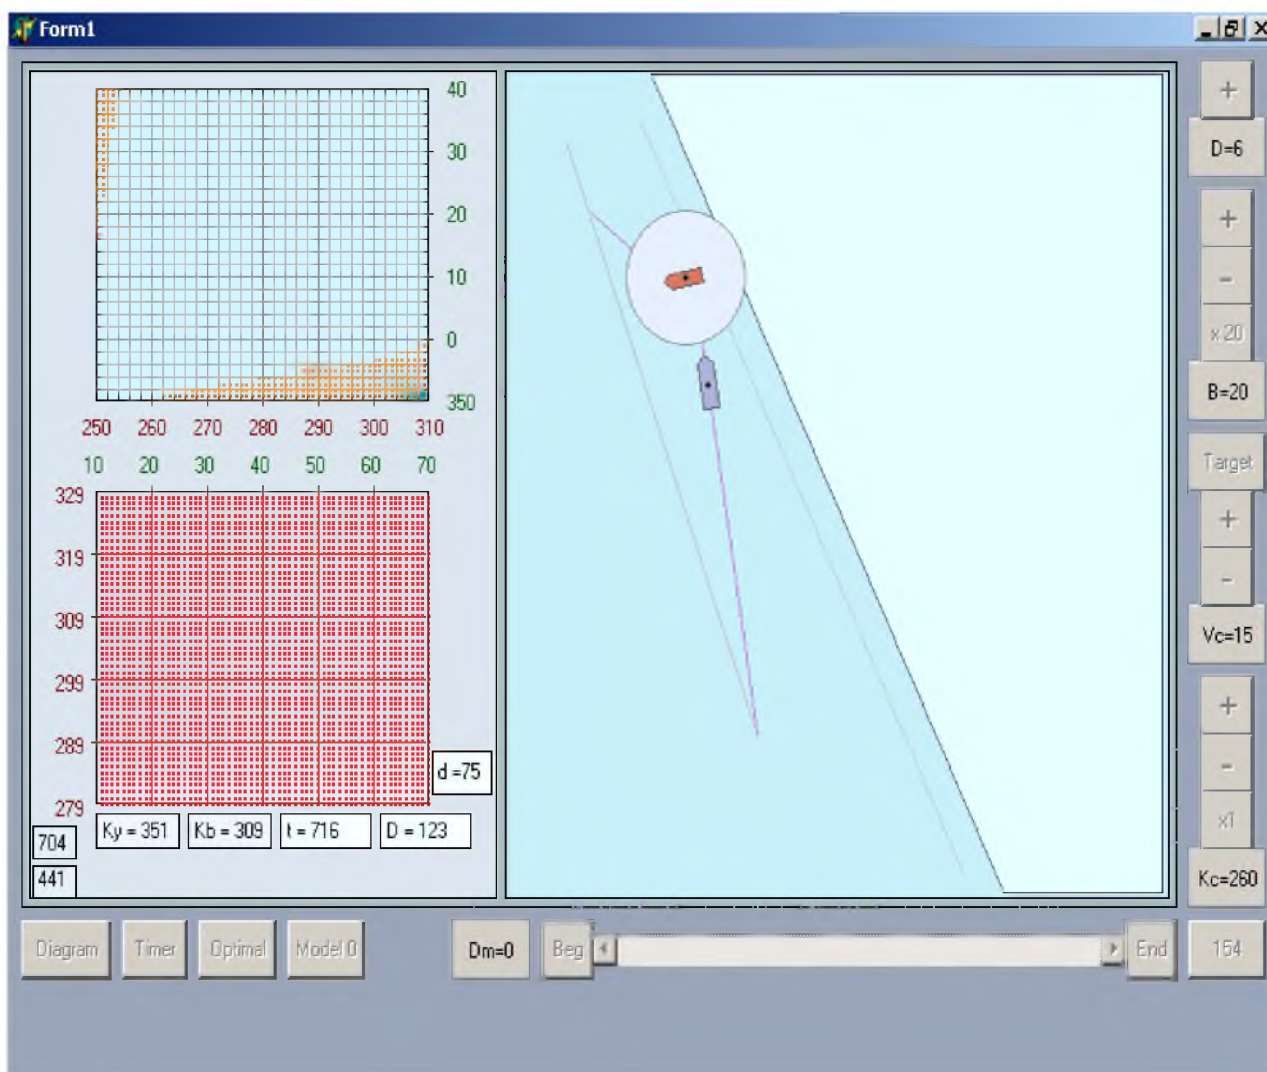 Form1
40
30
20
10
0
350
250 260 270 280 290 300 310
10 20 30 40 50 60 70
329
319
309
299
289
279
d =75
Ky = 351 Kb = 309 t = 716 D = 123
704
441
+
D=6
+
-
x 20
B=20
Target
+
-
Vc=15
+
-
x1
Kc=260
Diagram Timer Optimal Model 0 Dm=0 Beg End 154